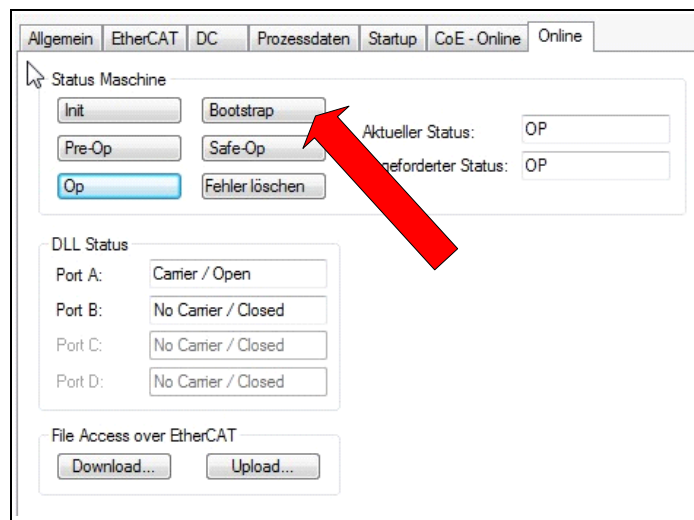 Allgemein EtherCAT DC Prozessdaten Startup CoE - Online Online
Status Maschine
Init Bootstrap
Aktueller Status: OP
Pre-Op Safe-Op
geforderter Status: OP
Op Fehler löschen
DLL Status
Port A: Carrier / Open
Port B: No Carrier / Closed
Port C: No Carrier / Closed
Port D: No Carrier / Closed
File Access over EtherCAT
Download... Upload...